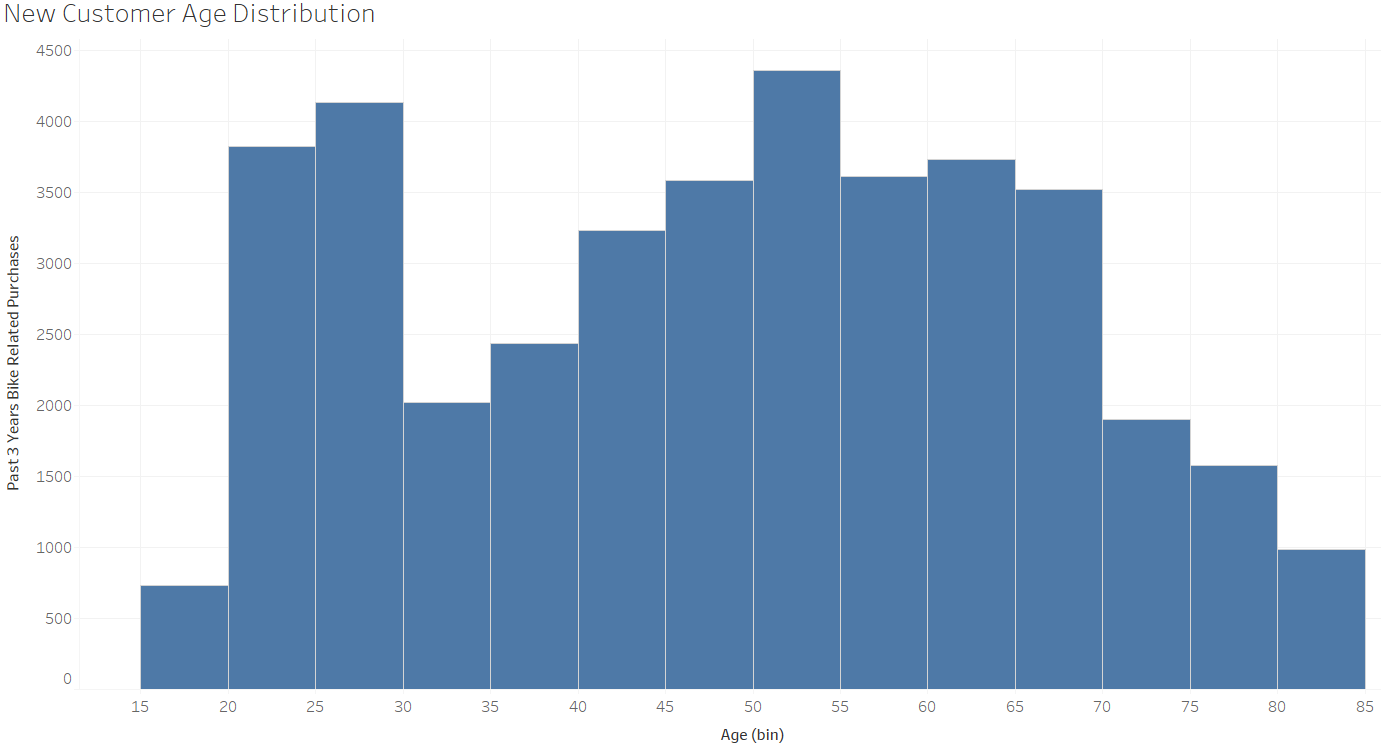 New Customer Age Distribution
Past 3 Years Bike Related Purchases
4500
4000
3500
3000
2500
2000
1500
1000
500
0
15 20 25 30 35 40 45 50 55 60 65 70 75 80 85
Age (bin)